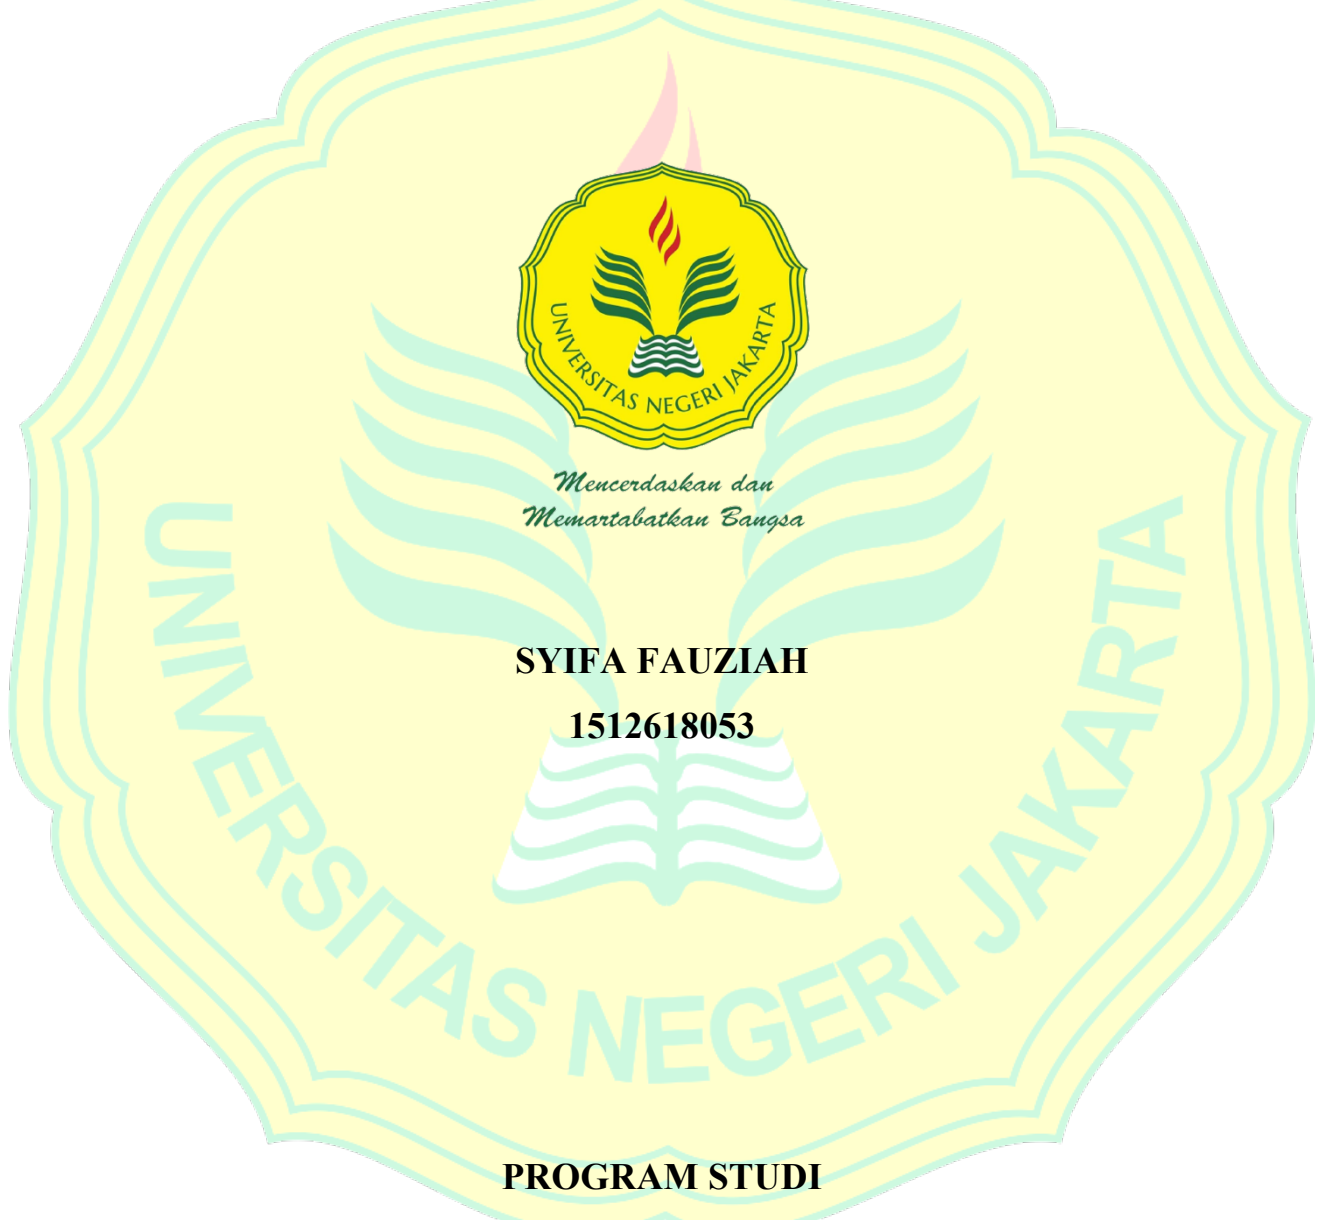 UNIVERSITAS NEGERI JAKARTA
Mencerdaskan dan
Memartabatkan Bangsa
SYIFA FAUZIAH
1512618053
UNIVERSITAS NEGERI JAKARTA
PROGRAM STUDI